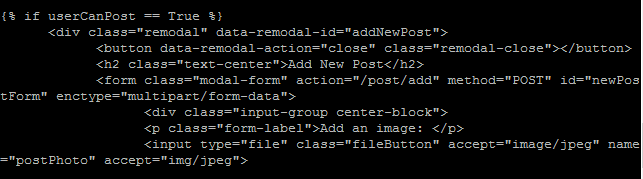 {% if userCanPost == True %}
<div class="remodal" data-remodal-id="addNewPost">
<button data-remodal-action="close" class="remodal-close"></button>
<h2 class="text-center">Add New Post</h2>
<form class="modal-form" action="/post/add" method="POST" id="newPos
tForm" enctype="multipart/form-data">
<div class="input-group center-block">
<p class="form-label">Add an image: </p>
<input type="file" class="fileButton" accept="image/jpeg" name
="postPhoto" accept="img/jpeg">